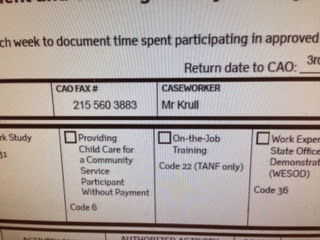 ch week to document time spent participating in approved
Return date to CAO: 3r
CAO FAX #
CASEWORKER
215 560 3883
Mr Krull
rk Study
Providing
Child Care for
a Community
Service
Participant
Without Payment
Code 6
On-the-Job
Training
Code 22 (TANF only)
Work Exper
State Office
Demonstrat
(WESOD)
Code 36